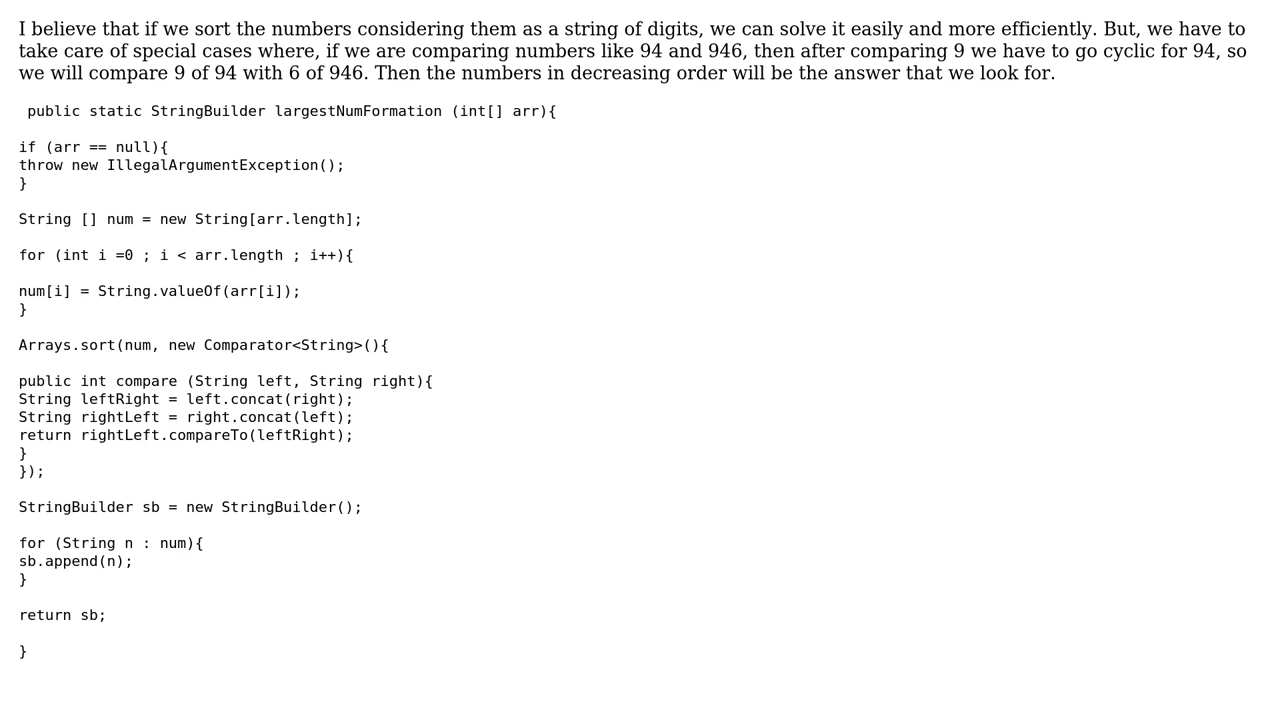 I believe that if we sort the numbers considering them as a string of digits, we can solve it easily and more efficiently. But, we have to
take care of special cases where, if we are comparing numbers like 94 and 946, then after comparing 9 we have to go cyclic for 94, so
we will compare 9 of 94 with 6 of 946. Then the numbers in decreasing order will be the answer that we look for.
public static StringBuilder largestNumFormation (int[] arr){
if (arr == null){
throw new IllegalArgumentException();
}
String [] num = new String[arr.length];
for (int i =0 ; i < arr.length ; i++){
num[i] = String.valueOf(arr[i]);
}
Arrays.sort(num, new Comparator<String>(){
public int compare (String left, String right){
String leftRight = left.concat(right);
String rightLeft = right.concat(left);
return rightLeft.compareTo(leftRight);
}
});
StringBuilder sb = new StringBuilder();
for (String n : num){
sb.append(n);
}
return sb;
}